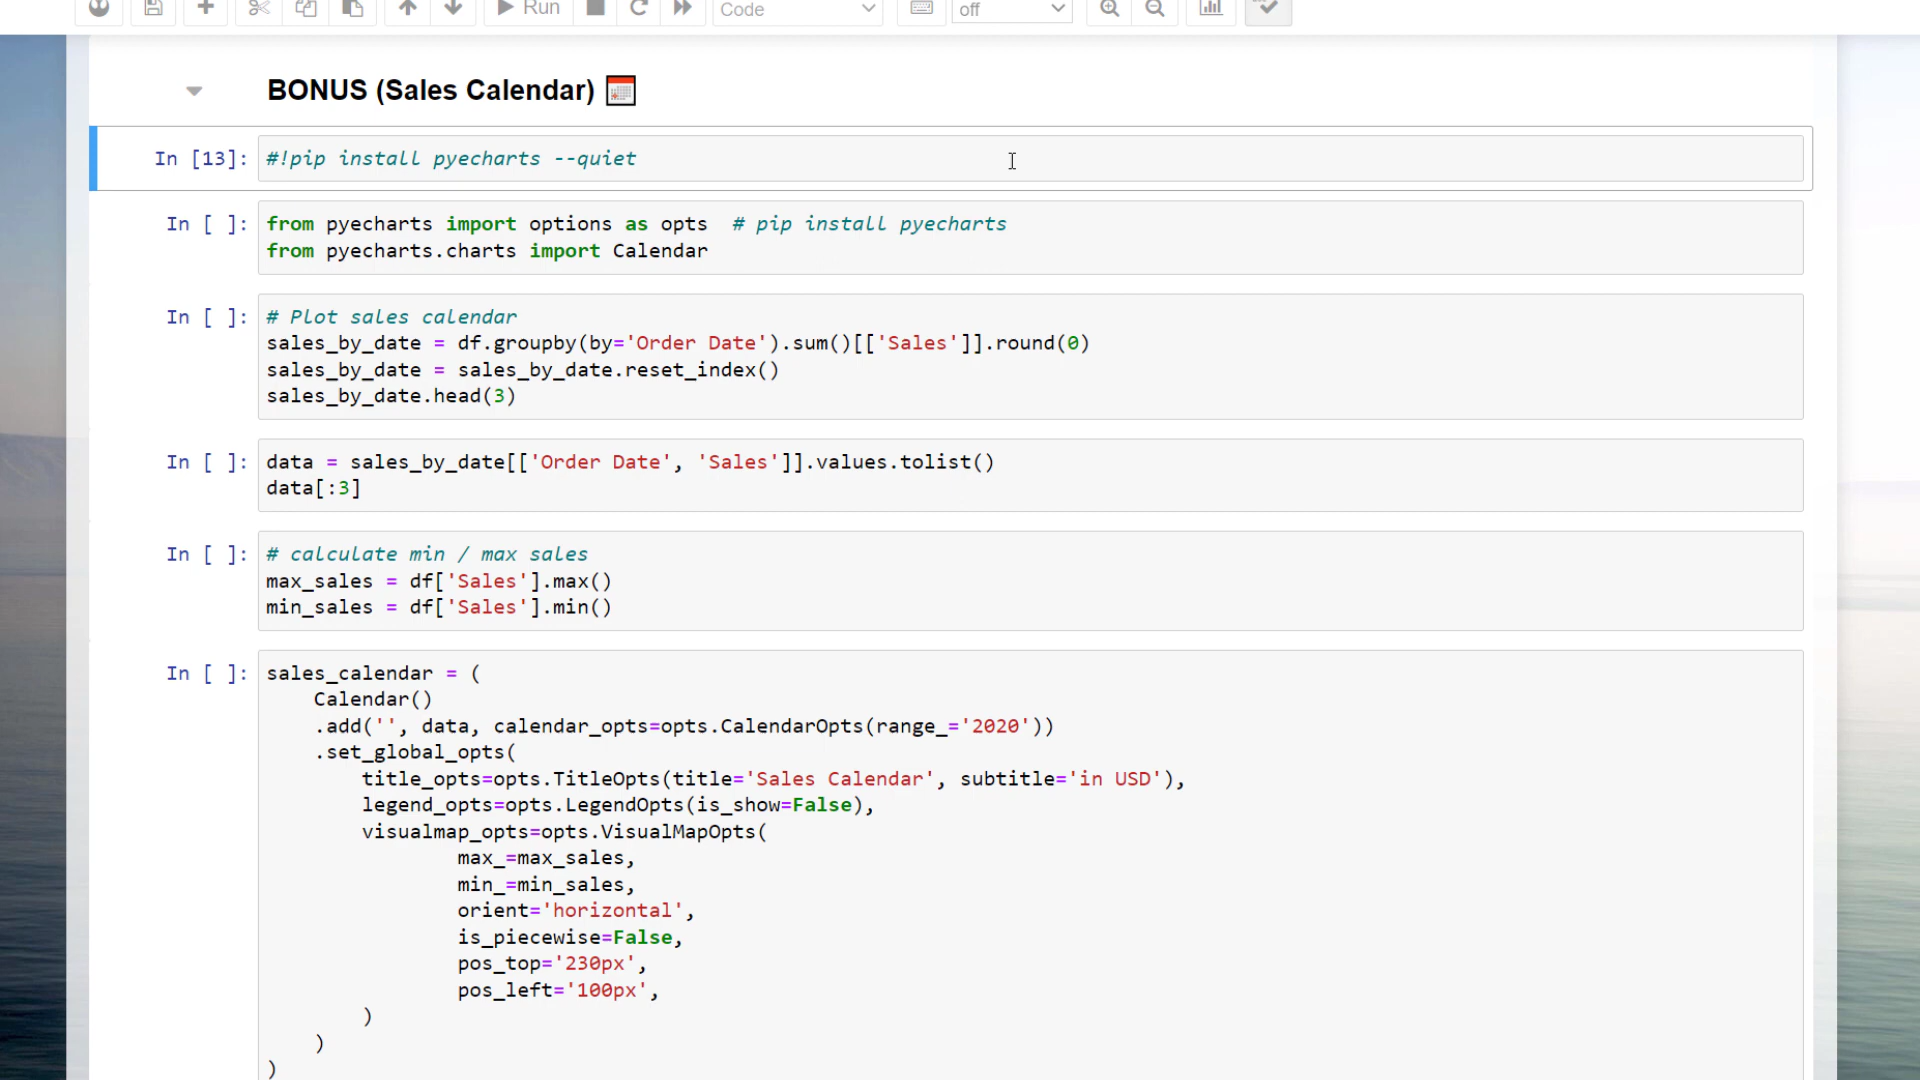 Run
Code
off
BONUS (Sales Calendar)
In [13]: #!pip install pyecharts --quiet
In [ ]: from pyecharts import options as opts  # pip install pyecharts
from pyecharts.charts import Calendar
In [ ]: # Plot sales calendar
sales_by_date = df.groupby(by='Order Date').sum()[['Sales']].round(0)
sales_by_date = sales_by_date.reset_index()
sales_by_date.head(3)
In [ ]: data = sales_by_date[['Order Date', 'Sales']].values.tolist()
data[:3]
In [ ]: # calculate min / max sales
max_sales = df['Sales'].max()
min_sales = df['Sales'].min()
In [ ]: sales_calendar = (
    Calendar()
    .add('', data, calendar_opts=opts.CalendarOpts(range_='2020'))
    .set_global_opts(
        title_opts=opts.TitleOpts(title='Sales Calendar', subtitle='in USD'),
        legend_opts=opts.LegendOpts(is_show=False),
        visualmap_opts=opts.VisualMapOpts(
                max_=max_sales,
                min_=min_sales,
                orient='horizontal',
                is_piecewise=False,
                pos_top='230px',
                pos_left='100px',
        )
    )
)